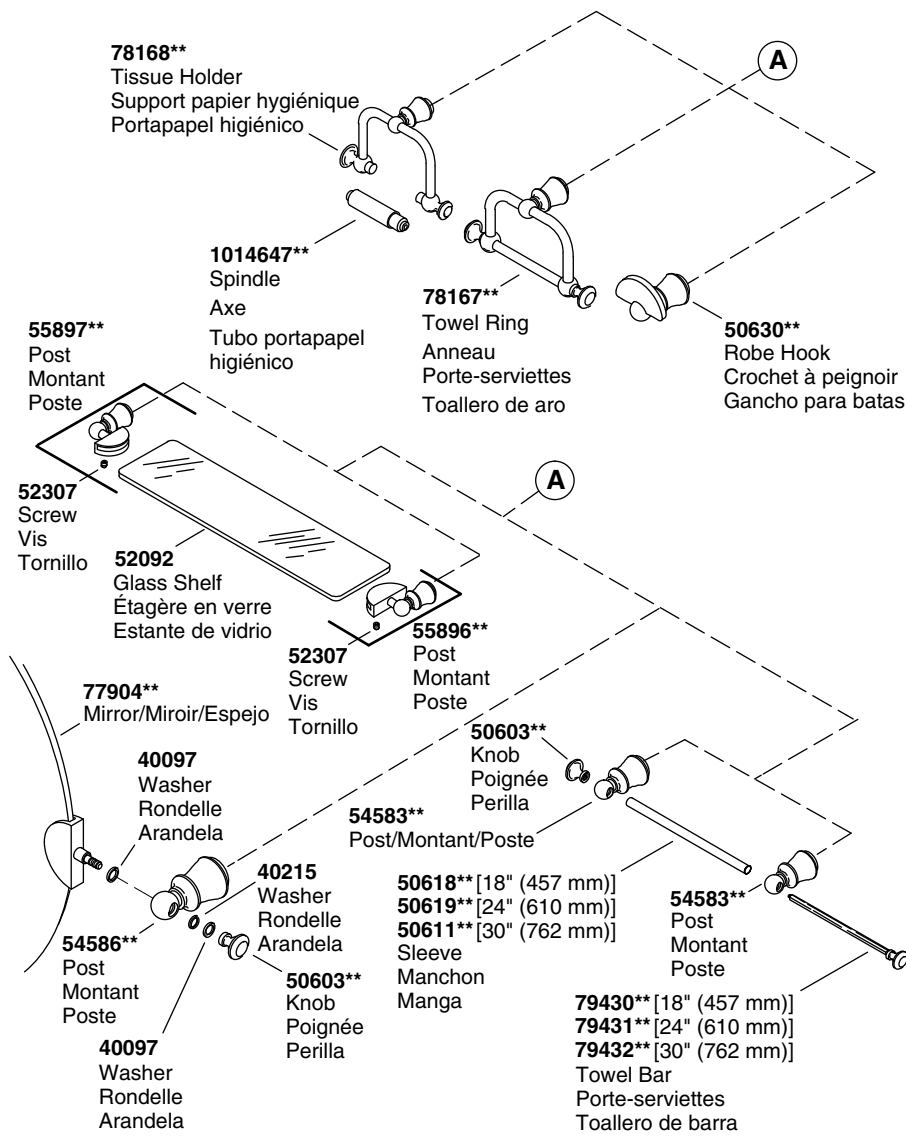 78168**
Tissue Holder
Support papier hygiénique
Portapapel higiénico
A
1014647**
Spindle
Axe
Tubo portapapel
higiénico
78167**
Towel Ring
Anneau
Porte-serviettes
Toallero de aro
50630**
Robe Hook
Crochet à peignoir
Gancho para batas
55897**
Post
Montant
Poste
52307
Screw
Vis
Tornillo
52092
Glass Shelf
Étagère en verre
Estante de vidrio
A
52307
Screw
Vis
Tornillo
55896**
Post
Montant
Poste
77904**
Mirror/Miroir/Espejo
40097
Washer
Rondelle
Arandela
50603**
Knob
Poignée
Perilla
54583**
Post/Montant/Poste
50618** [18" (457 mm)]
50619** [24" (610 mm)]
50611** [30" (762 mm)]
Sleeve
Manchon
Manga
54583**
Post
Montant
Poste
40215
Washer
Rondelle
Arandela
54586**
Post
Montant
Poste
50603**
Knob
Poignée
Perilla
40097
Washer
Rondelle
Arandela
79430** [18" (457 mm)]
79431** [24" (610 mm)]
79432** [30" (762 mm)]
Towel Bar
Porte-serviettes
Toallero de barra